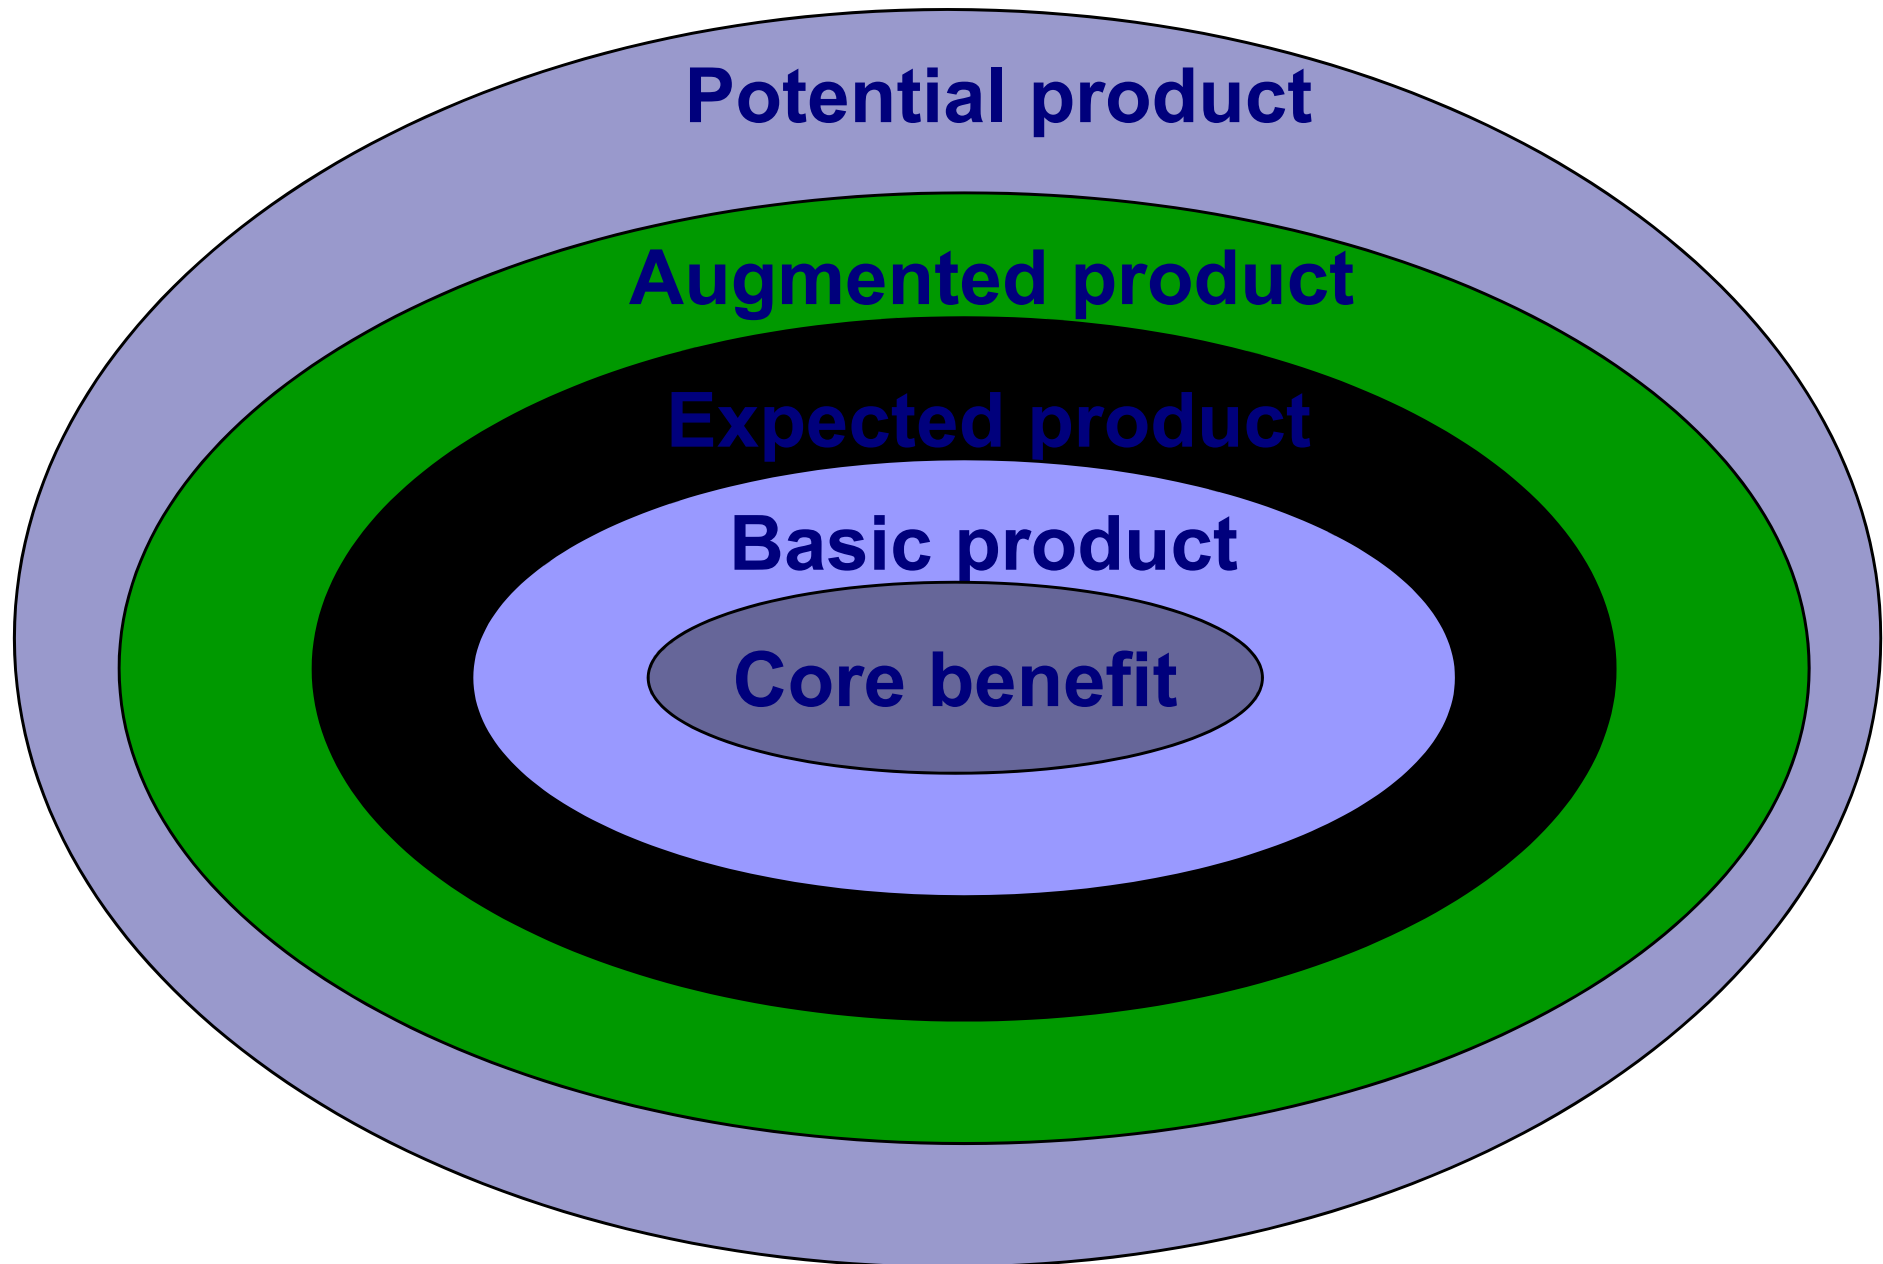 Potential product
Augmented product
Expected product
Basic product
Core benefit